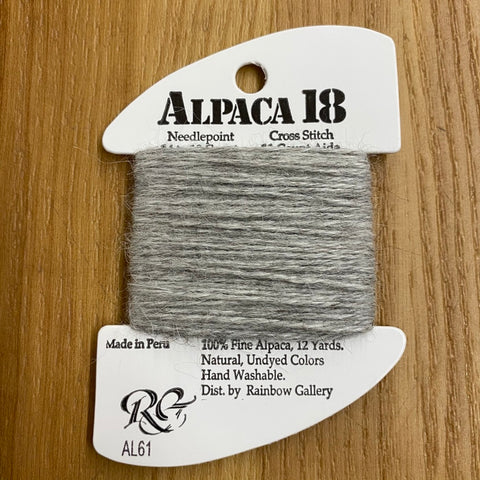 ALPACA 18
Needlepoint Cross Stitch
Made in Peru
100% Fine Alpaca, 12 Yards.
Natural, Undyed Colors
Hand Washable.
Dist. by Rainbow Gallery
RG
AL61